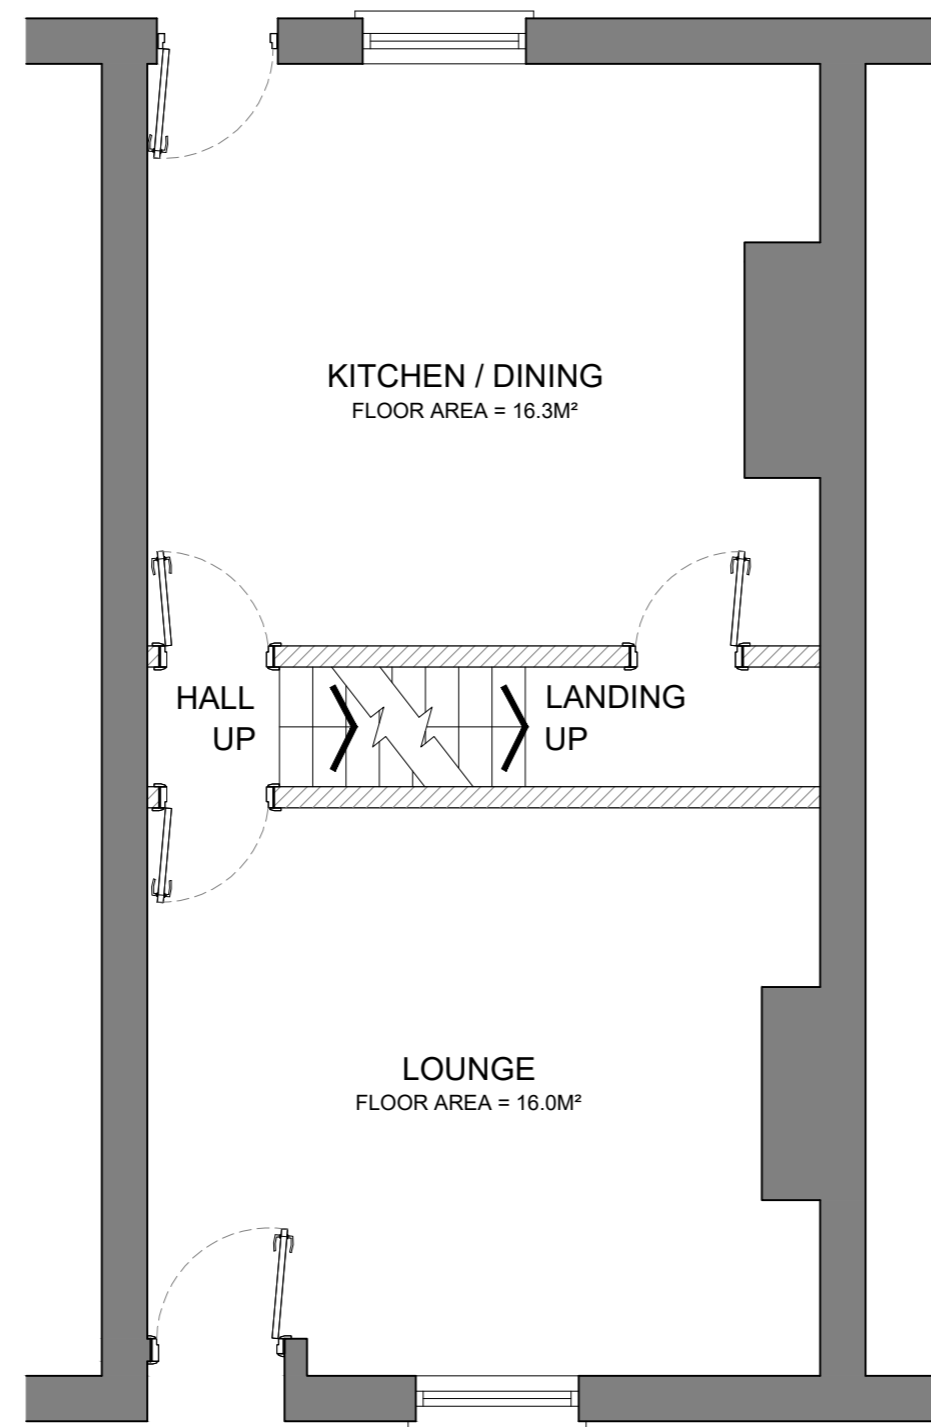 KITCHEN / DINING
FLOOR AREA = 16.3M²
HALL
UP
LANDING
UP
LOUNGE
FLOOR AREA = 16.0M²